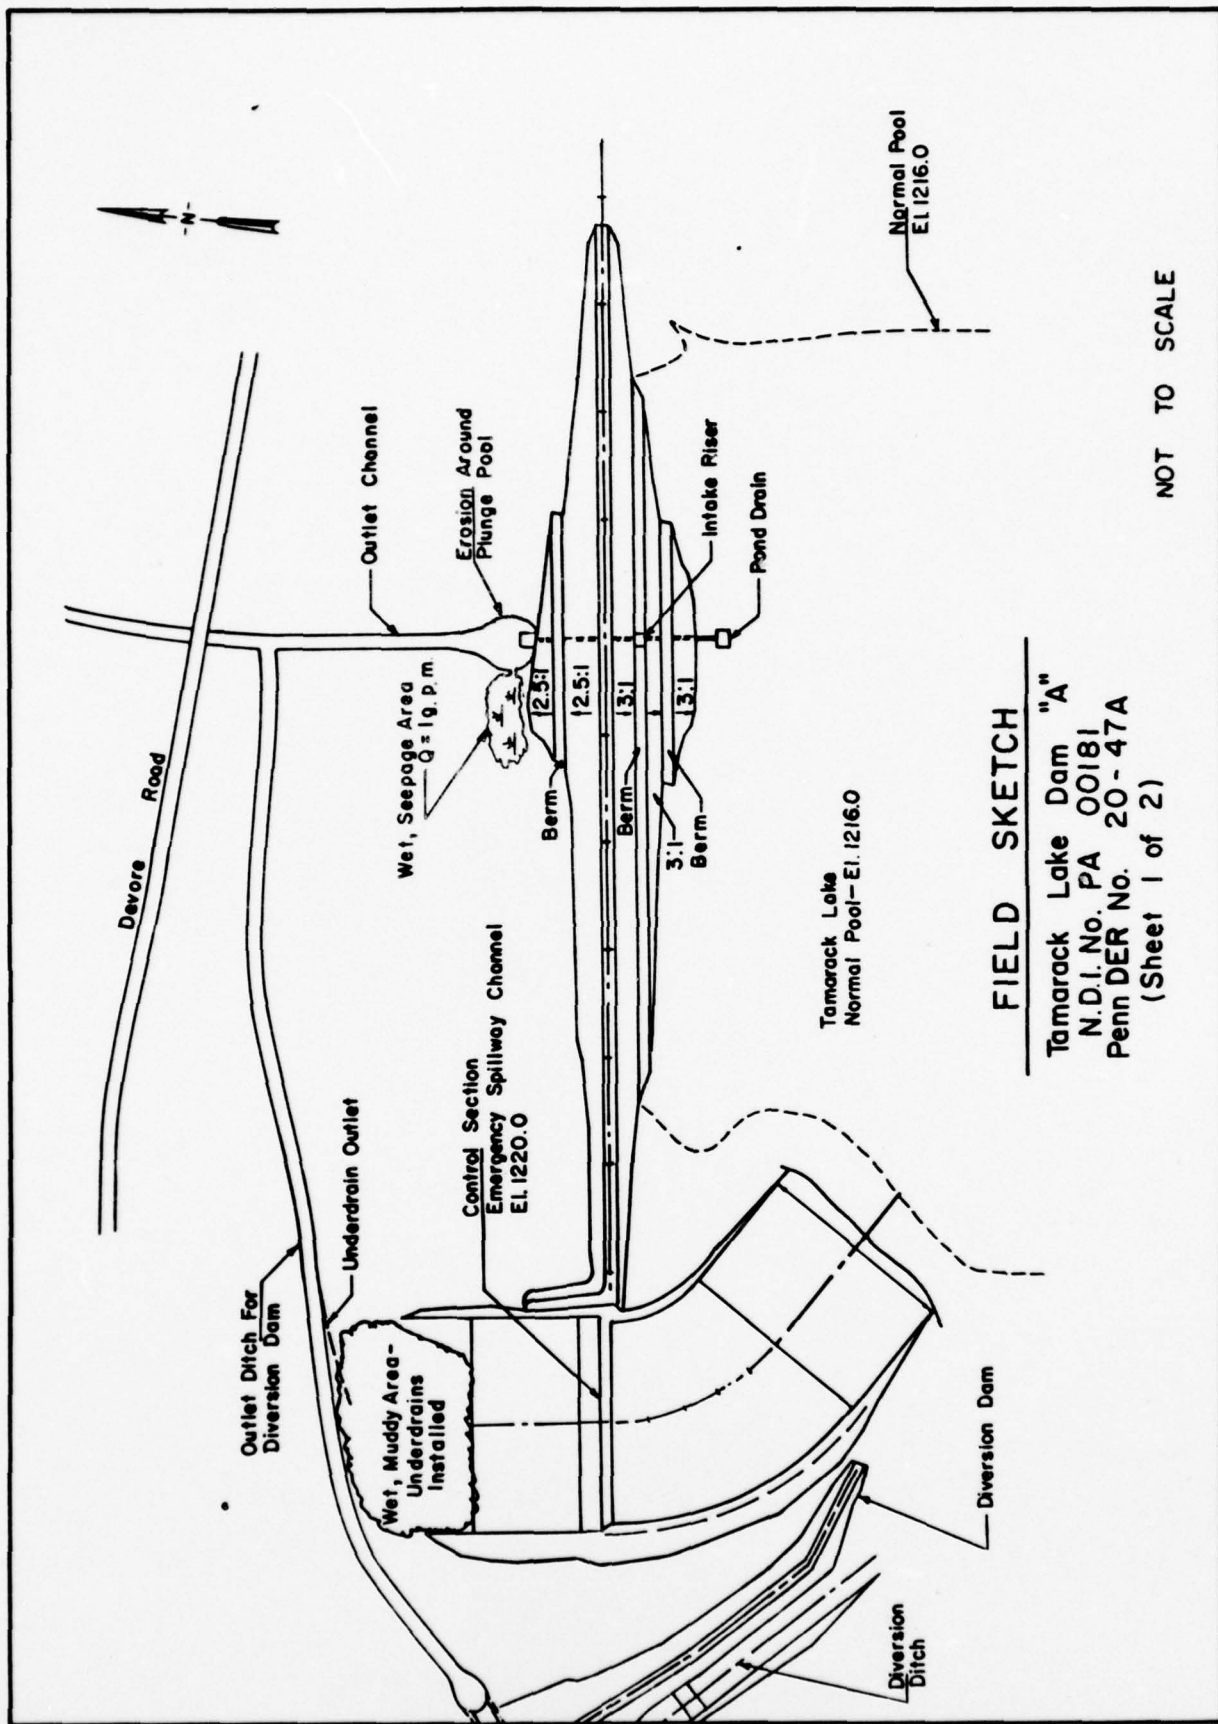 -N-
Devore Road
Outlet Channel
Erosion Around
Plunge Pool
Wet, Seepage Area
Q = 1 g.p.m.
Outlet Ditch For
Diversion Dam
Underdrain Outlet
Wet, Muddy Area-
Underdrains
Installed
Control Section
Emergency Spillway Channel
El. 1220.0
Berm
2.5:1
2.5:1
Berm
3:1
3:1
3:1
Berm
Intake Riser
Pond Drain
Normal Pool
El. 1216.0
Tamarack Lake
Normal Pool-El. 1216.0
Diversion Dam
Diversion
Ditch
FIELD SKETCH
Tamarack Lake Dam "A"
N.D.I. No. PA 00181
Penn DER No. 20-47A
(Sheet 1 of 2)
NOT TO SCALE